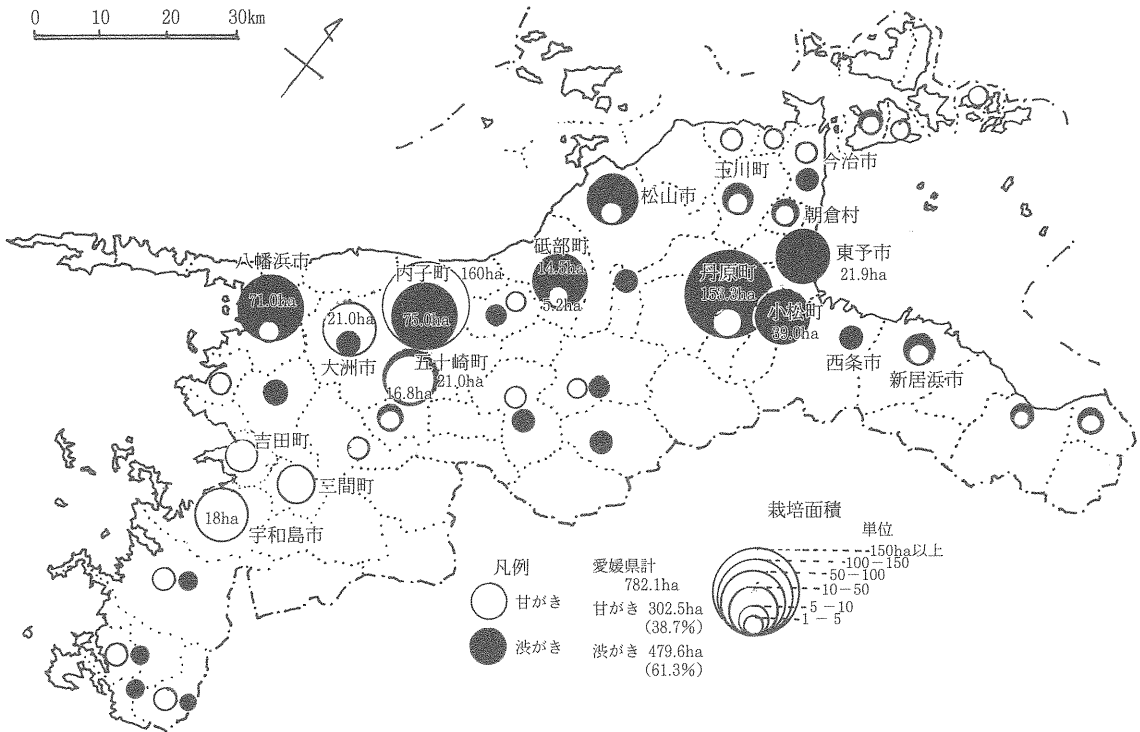 0 10 20 30km
今治市
玉川町
松山市
朝倉村
東予市
21.9ha
砥部町
14.5ha
5.2ha
丹原町
153.3ha
小松町
39.0ha
西条市
新居浜市
八幡浜市
71.0ha
内子町
160ha
75.0ha
21.0ha
大洲市
五十崎町
21.0ha
16.8ha
吉田町
三間町
18ha
宇和島市
凡例
甘がき
渋がき
愛媛県計
782.1ha
甘がき 302.5ha
(38.7%)
渋がき 479.6ha
(61.3%)
栽培面積
単位
150ha以上
100-150
50-100
10-50
5-10
1-5